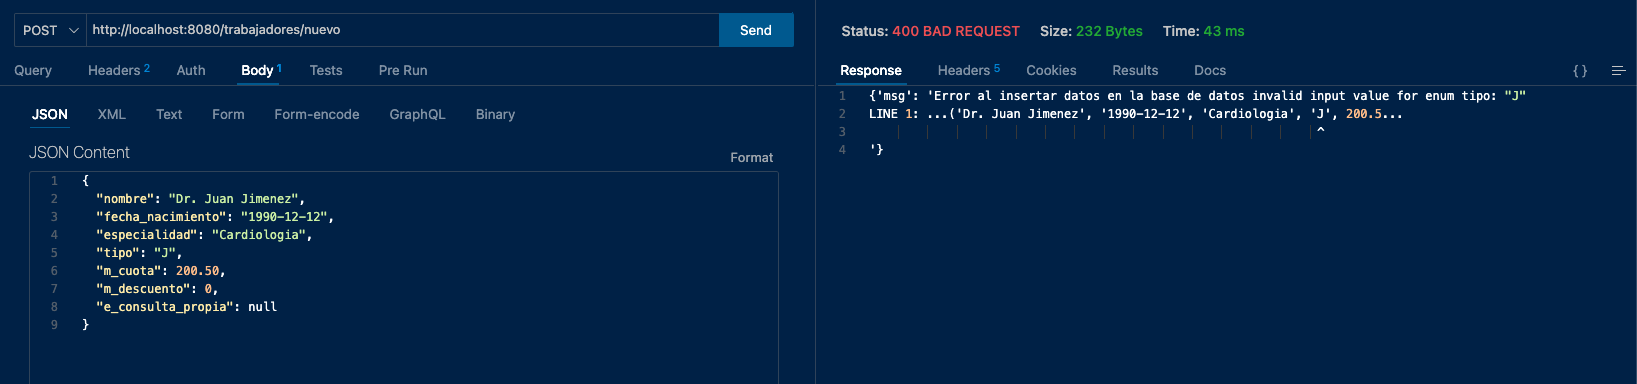 POST http://localhost:8080/trabajadores/nuevo Send
Query Headers 2 Auth Body 1 Tests Pre Run
JSON XML Text Form Form-encode GraphQL Binary
JSON Content
Format
1 {
2 "nombre": "Dr. Juan Jimenez",
3 "fecha_nacimiento": "1990-12-12",
4 "especialidad": "Cardiologia",
5 "tipo": "J",
6 "m_cuota": 200.50,
7 "m_descuento": 0,
8 "e_consulta_propia": null
9 }
Status: 400 BAD REQUEST Size: 232 Bytes Time: 43 ms
Response Headers 5 Cookies Results Docs { }
1 {'msg': 'Error al insertar datos en la base de datos invalid input value for enum tipo: "J"
2 LINE 1: ...('Dr. Juan Jimenez', '1990-12-12', 'Cardiologia', 'J', 200.5...
3 ^
4 '}